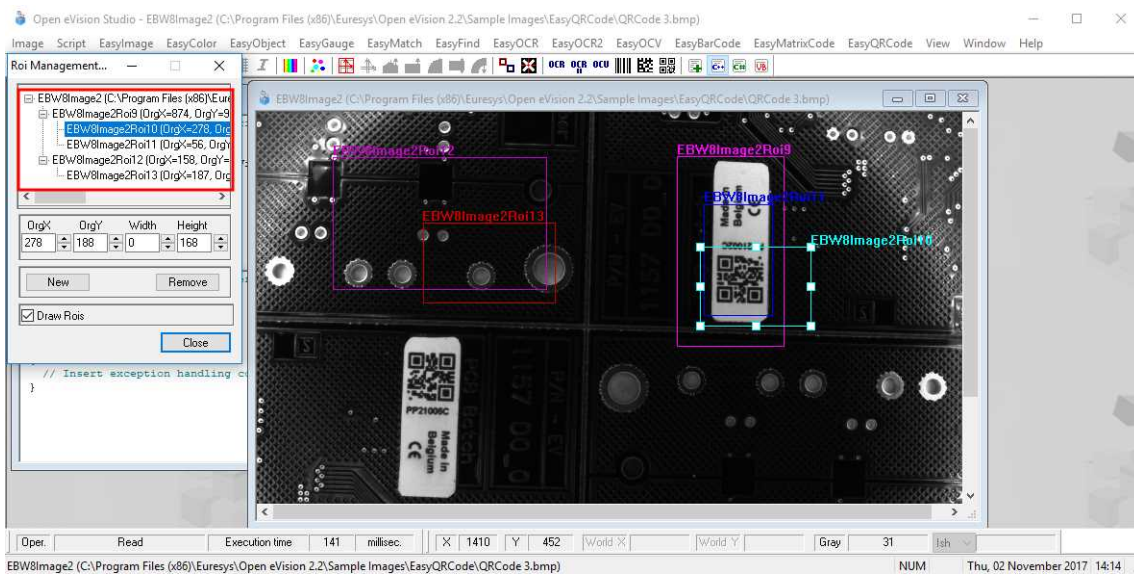 Open eVision Studio - EBW8Image2 (C:\Program Files (x86)\Euresys\Open eVision 2.2\Sample Images\EasyQRCode\QRCode 3.bmp)
Image Script EasyImage EasyColor EasyObject EasyGauge EasyMatch EasyFind EasyOCR EasyOCR2 EasyOCV EasyBarCode EasyMatrixCode EasyQRCode View Window Help
Roi Management...
EBW8Image2 (C:\Program Files (x86)\Eure
EBW8Image2Roi9 (OrgX=874, OrgY=9
EBW8Image2Roi10 (OrgX=278, Org
EBW8Image2Roi11 (OrgX=56, OrgY
EBW8Image2Roi12 (OrgX=158, OrgY=
EBW8Image2Roi13 (OrgX=187, Org
OrgX OrgY Width Height
278 188 0 168
New Remove
Draw Rois
Close
// Insert exception handling co
}
EBW8Image2 (C:\Program Files (x86)\Euresys\Open eVision 2.2\Sample Images\EasyQRCode\QRCode 3.bmp)
EBW8Image2Roi12
EBW8Image2Roi9
EBW8Image2Roi11
EBW8Image2Roi13
EBW8Image2Roi10
Made in
Belgium
PP21006C
Made in
Belgium
CE
Oper. Read Execution time 141 millisec. X 1410 Y 452 World X World Y Gray 31 lsh
EBW8Image2 (C:\Program Files (x86)\Euresys\Open eVision 2.2\Sample Images\EasyQRCode\QRCode 3.bmp) NUM Thu, 02 November 2017 14:14